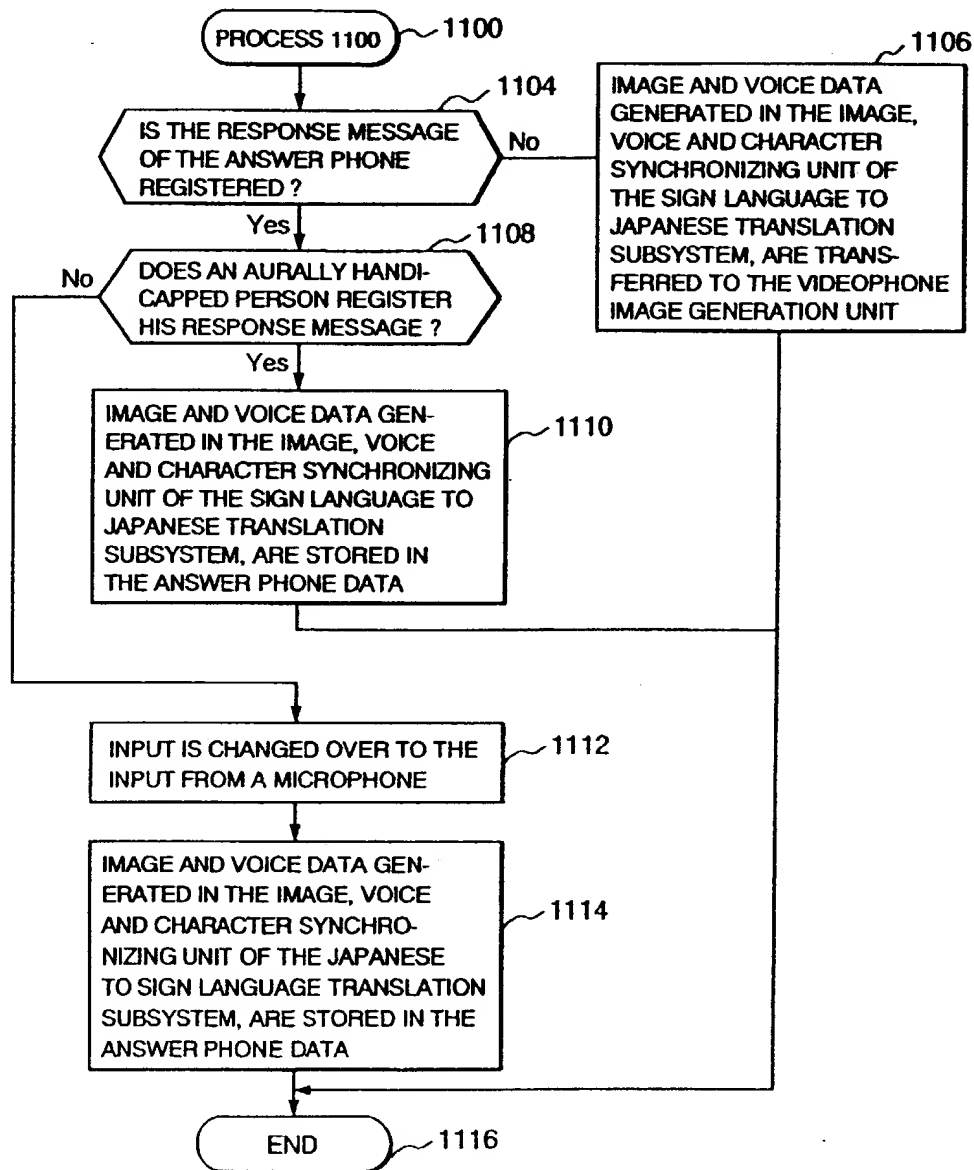 PROCESS 1100
1100
1104
IS THE RESPONSE MESSAGE
OF THE ANSWER PHONE
REGISTERED ?
No
Yes
1106
IMAGE AND VOICE DATA
GENERATED IN THE IMAGE,
VOICE AND CHARACTER
SYNCHRONIZING UNIT OF
THE SIGN LANGUAGE TO
JAPANESE TRANSLATION
SUBSYSTEM, ARE TRANS-
FERRED TO THE VIDEOPHONE
IMAGE GENERATION UNIT
1108
No
DOES AN AURALLY HANDI-
CAPPED PERSON REGISTER
HIS RESPONSE MESSAGE ?
Yes
IMAGE AND VOICE DATA GEN-
ERATED IN THE IMAGE, VOICE
AND CHARACTER SYNCHRONIZING
UNIT OF THE SIGN LANGUAGE TO
JAPANESE TRANSLATION
SUBSYSTEM, ARE STORED IN
THE ANSWER PHONE DATA
1110
INPUT IS CHANGED OVER TO THE
INPUT FROM A MICROPHONE
1112
IMAGE AND VOICE DATA GEN-
ERATED IN THE IMAGE, VOICE
AND CHARACTER SYNCHRO-
NIZING UNIT OF THE JAPANESE
TO SIGN LANGUAGE TRANSLATION
SUBSYSTEM, ARE STORED IN THE
ANSWER PHONE DATA
1114
END
1116